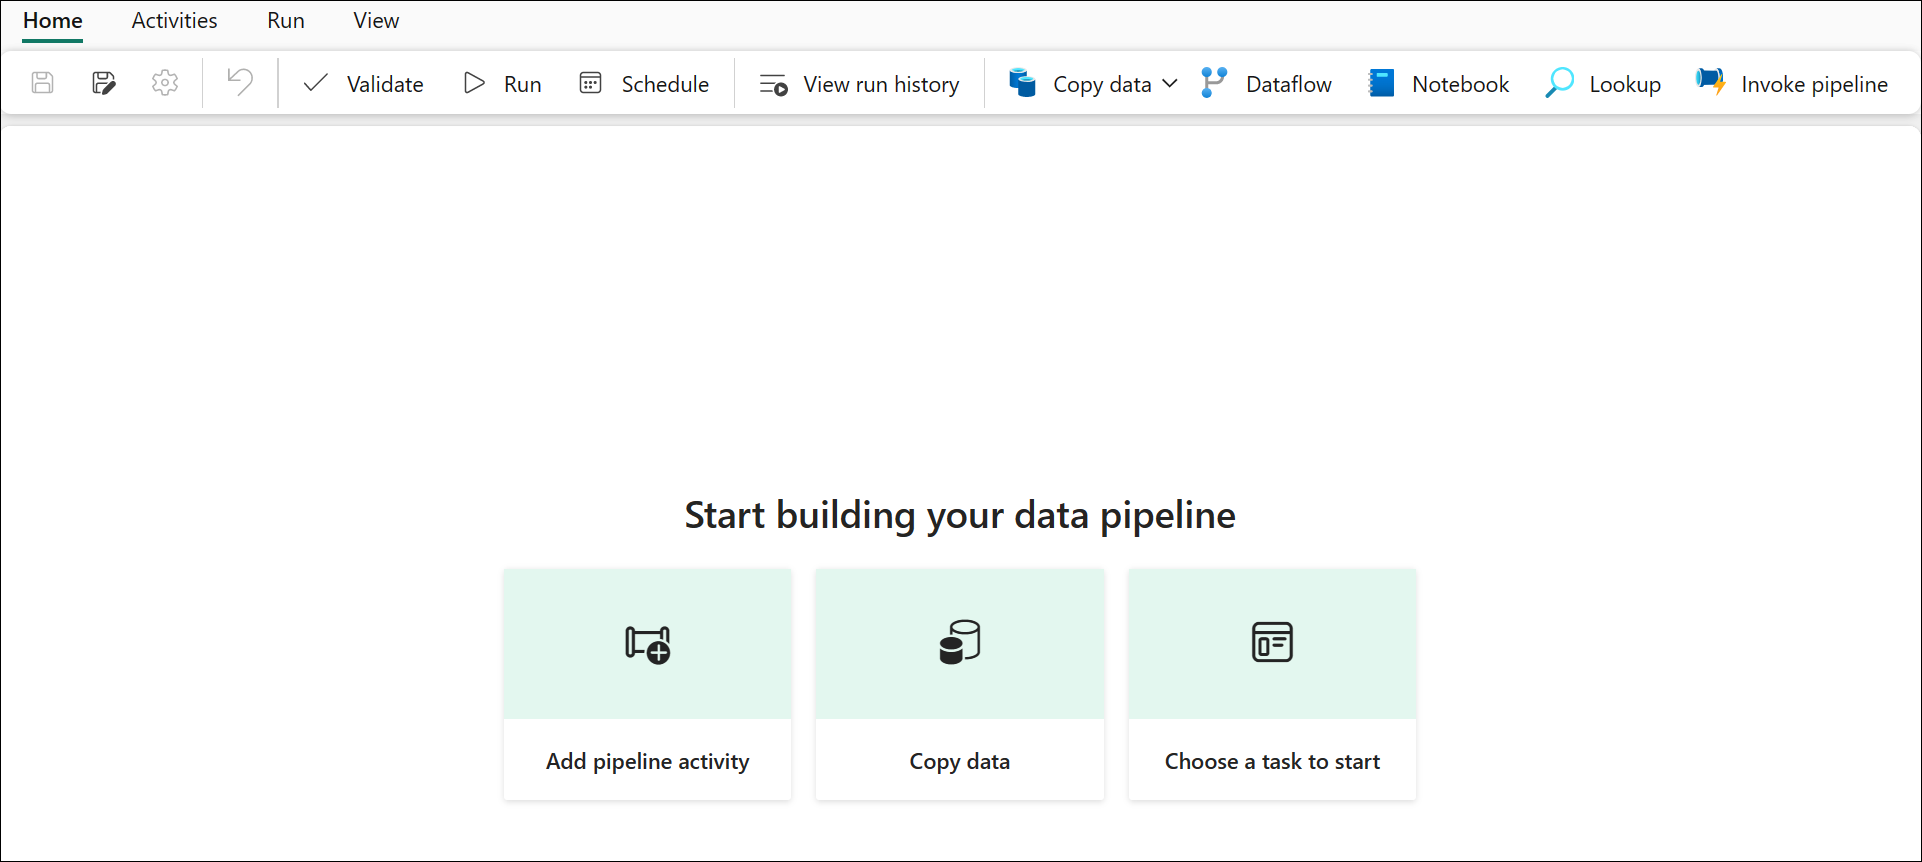 Home Activities Run View
Validate Run Schedule View run history Copy data Dataflow Notebook Lookup Invoke pipeline
Start building your data pipeline
Add pipeline activity Copy data Choose a task to start